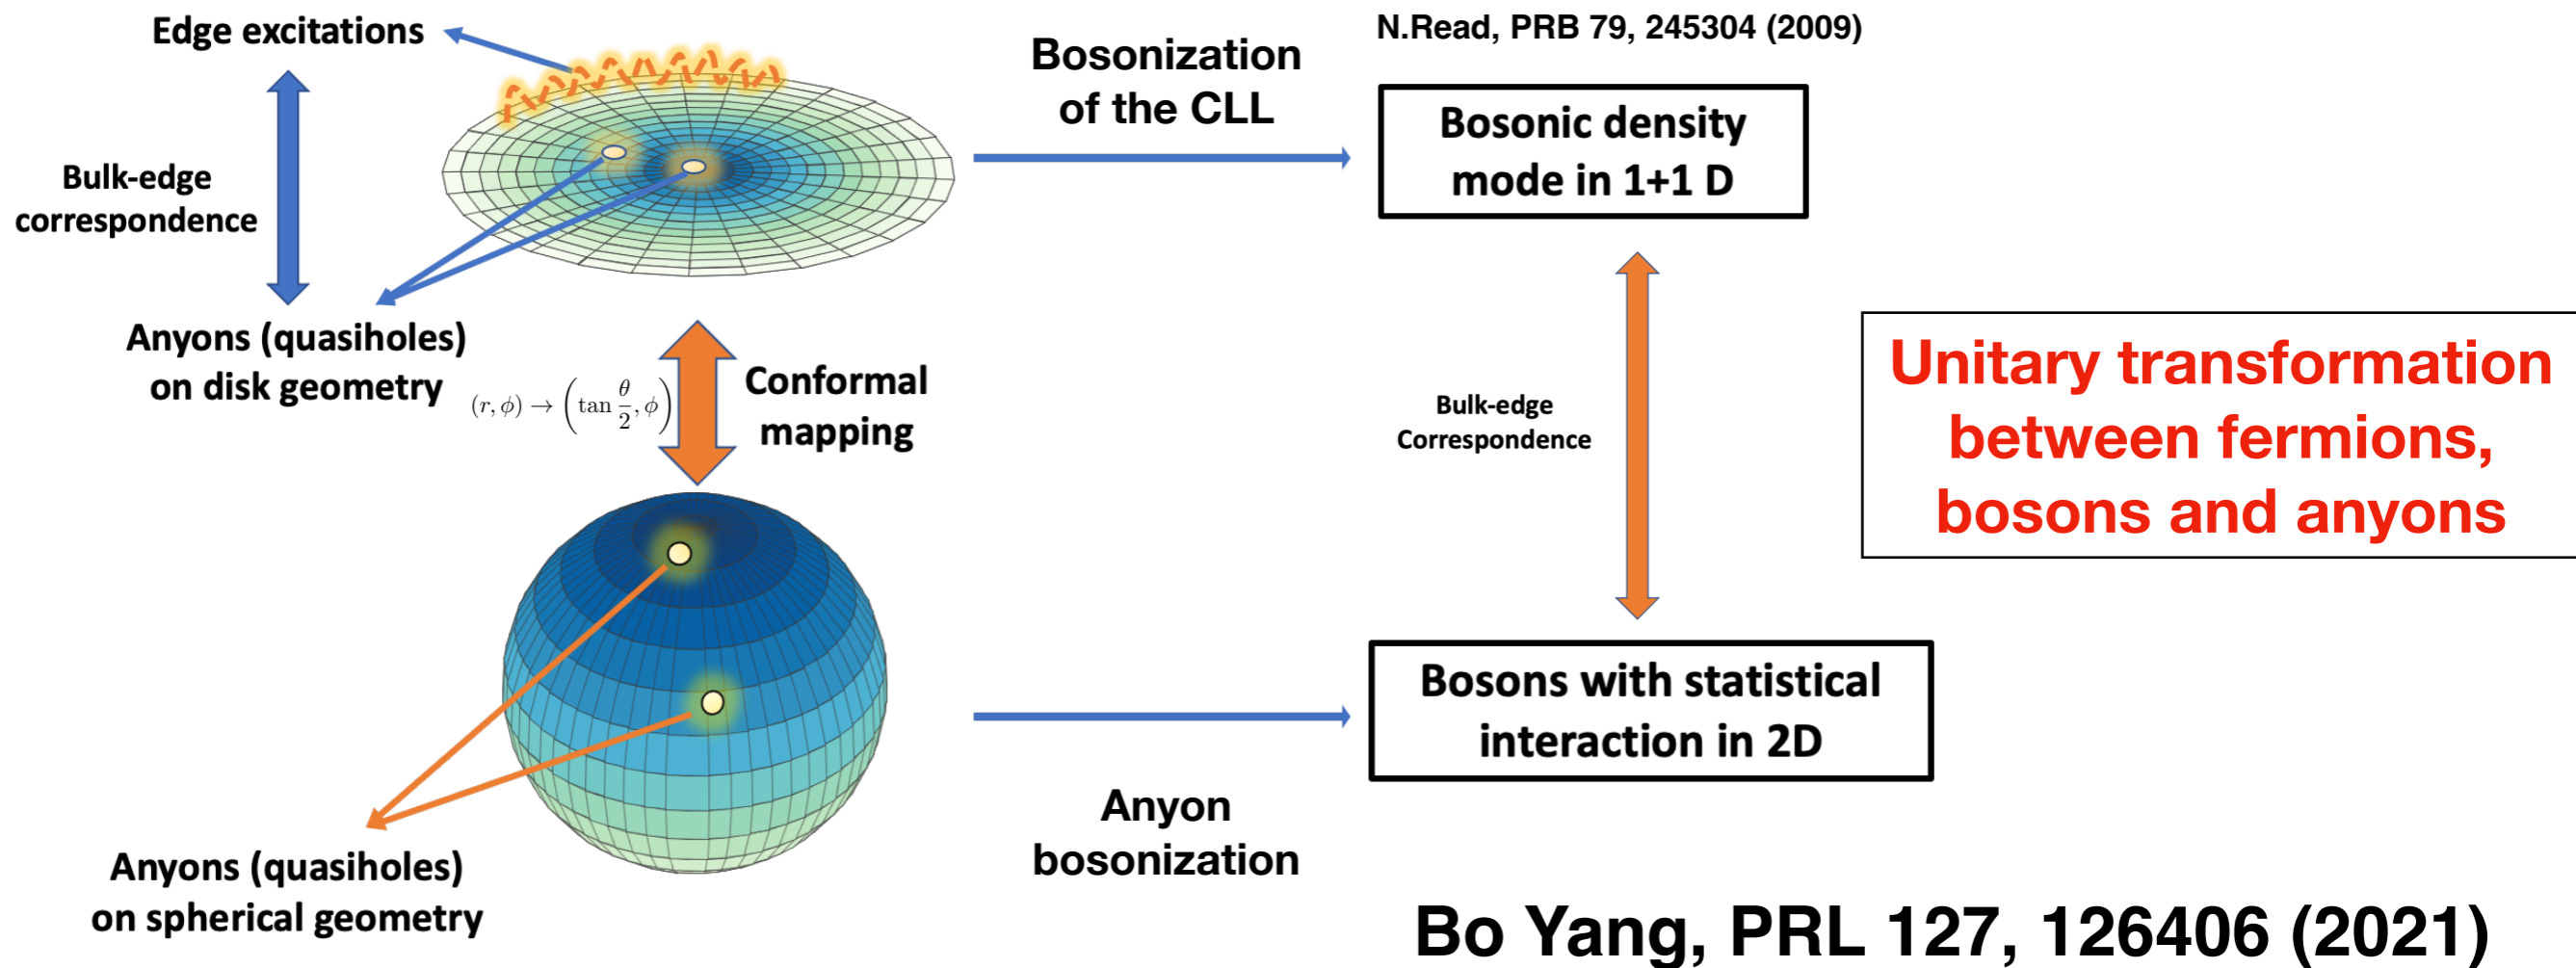 Edge excitations
Bulk-edge
correspondence
Anyons (quasiholes)
on disk geometry
(r, ϕ) → (tan θ/2, ϕ)
Conformal
mapping
Anyons (quasiholes)
on spherical geometry
Bosonization
of the CLL
N.Read, PRB 79, 245304 (2009)
Bosonic density
mode in 1+1 D
Bulk-edge
Correspondence
Unitary transformation
between fermions,
bosons and anyons
Bosons with statistical
interaction in 2D
Anyon
bosonization
Bo Yang, PRL 127, 126406 (2021)